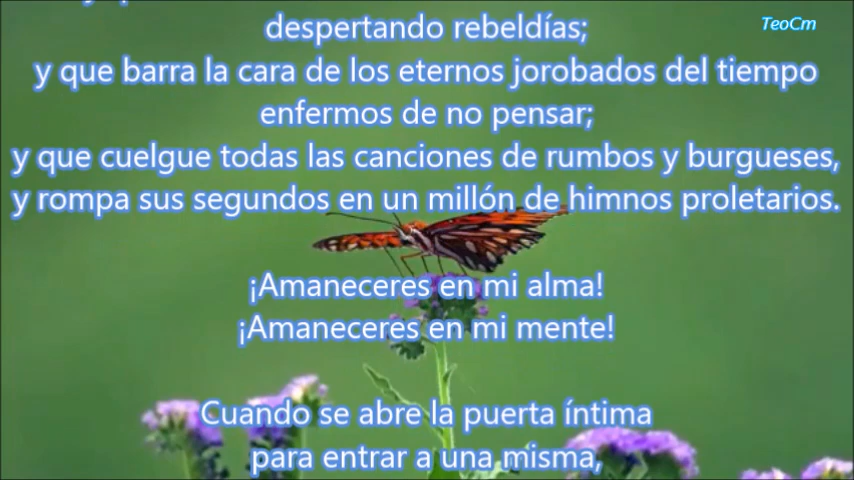 TeoCm
despertando rebeldías;
y que barra la cara de los eternos jorobados del tiempo
enfermos de no pensar;
y que cuelgue todas las canciones de rumbos y burgueses,
y rompa sus segundos en un millón de himnos proletarios.
¡Amaneceres en mi alma!
¡Amaneceres en mi mente!
Cuando se abre la puerta íntima
para entrar a una misma,